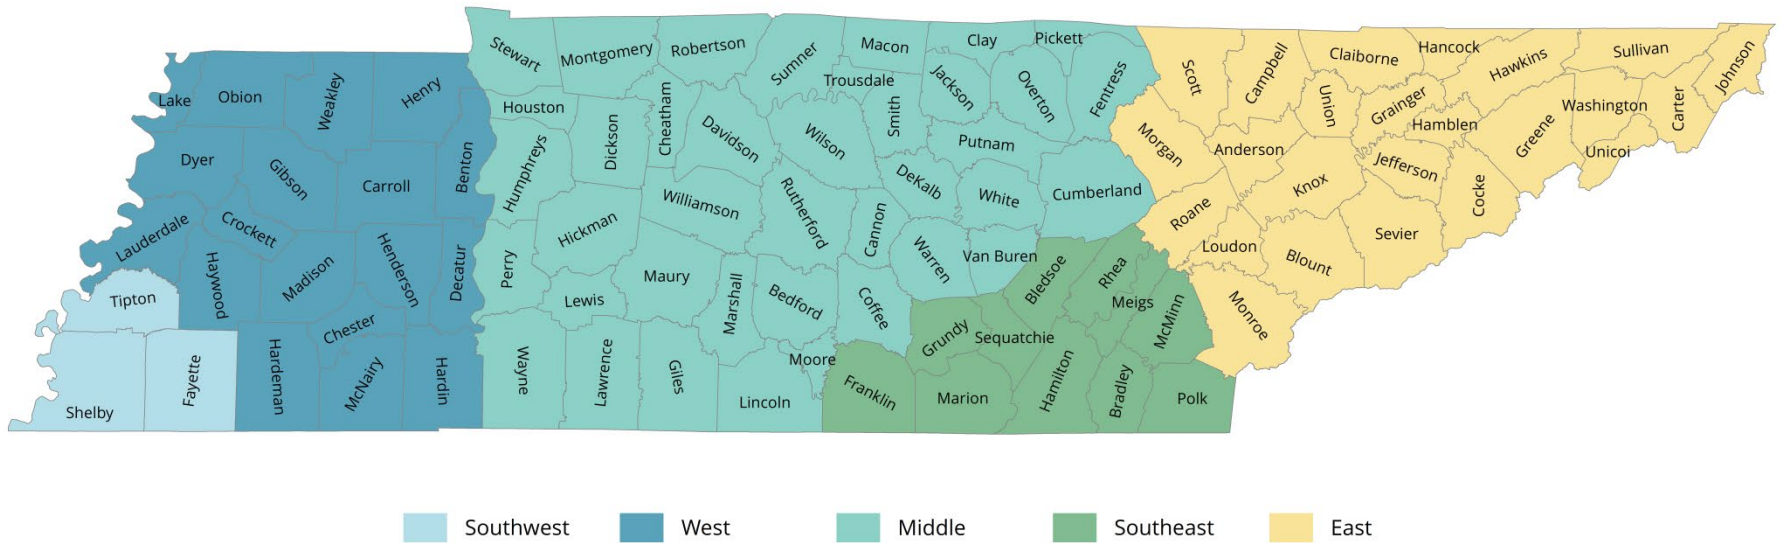 Stewart
Montgomery
Robertson
Sumner
Macon
Clay
Pickett
Trousdale
Jackson
Overton
Fentress
Scott
Campbell
Claiborne
Hancock
Hawkins
Sullivan
Johnson
Lake
Obion
Weakley
Henry
Houston
Dickson
Cheatham
Davidson
Wilson
Smith
Putnam
Morgan
Anderson
Union
Grainger
Hamblen
Greene
Washington
Carter
Unicoi
Dyer
Gibson
Carroll
Benton
Humphreys
Hickman
Williamson
Rutherford
Cannon
DeKalb
White
Cumberland
Roane
Knox
Jefferson
Cocke
Sevier
Blount
Loudon
Monroe
Lauderdale
Crockett
Haywood
Madison
Henderson
Decatur
Perry
Lewis
Maury
Marshall
Bedford
Coffee
Warren
Van Buren
Bledsoe
Rhea
Meigs
McMinn
Tipton
Shelby
Fayette
Hardeman
Chester
McNairy
Hardin
Wayne
Lawrence
Giles
Lincoln
Moore
Franklin
Grundy
Sequatchie
Marion
Hamilton
Bradley
Polk
Southwest
West
Middle
Southeast
East